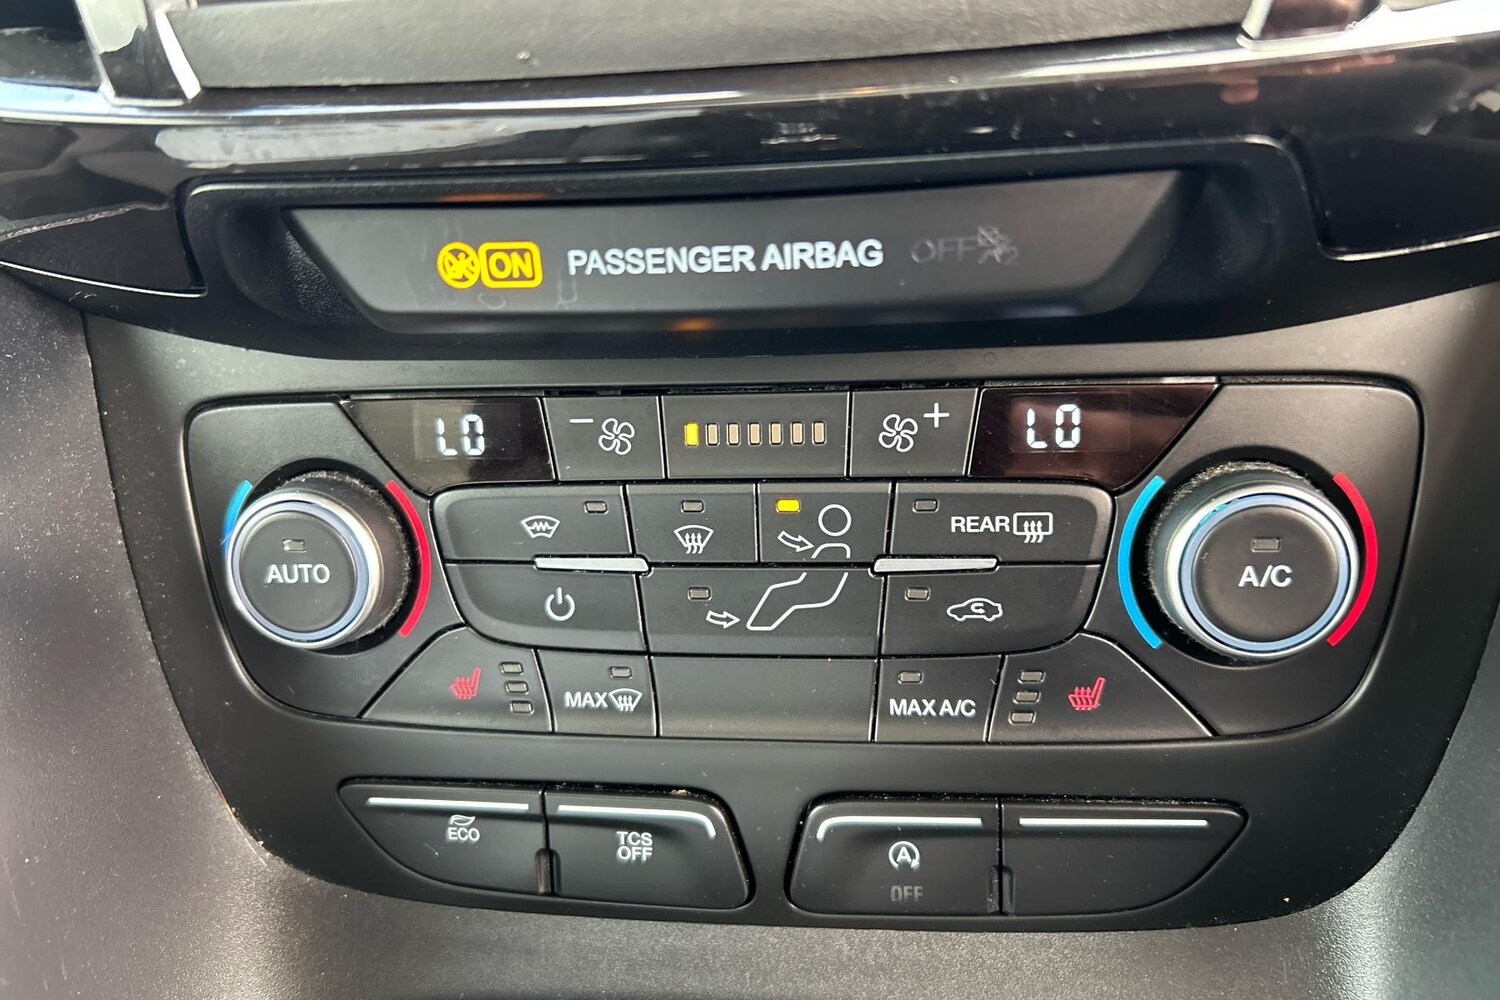 ON PASSENGER AIRBAG OFF
LO - + LO
REAR
AUTO A/C
MAX MAX A/C
ECO TCS OFF A
OFF